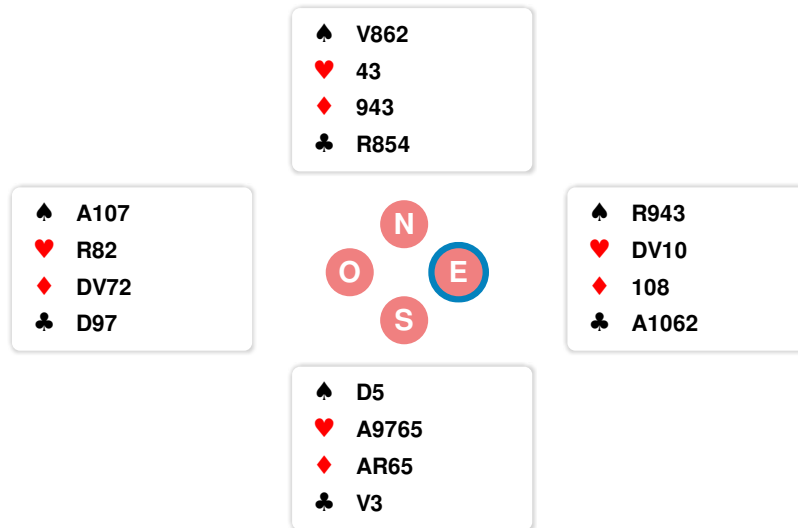 ♠ V862
♥ 43
♦ 943
♣ R854
♠ A107
♥ R82
♦ DV72
♣ D97
N
O
E
S
♠ R943
♥ DV10
♦ 108
♣ A1062
♠ D5
♥ A9765
♦ AR65
♣ V3